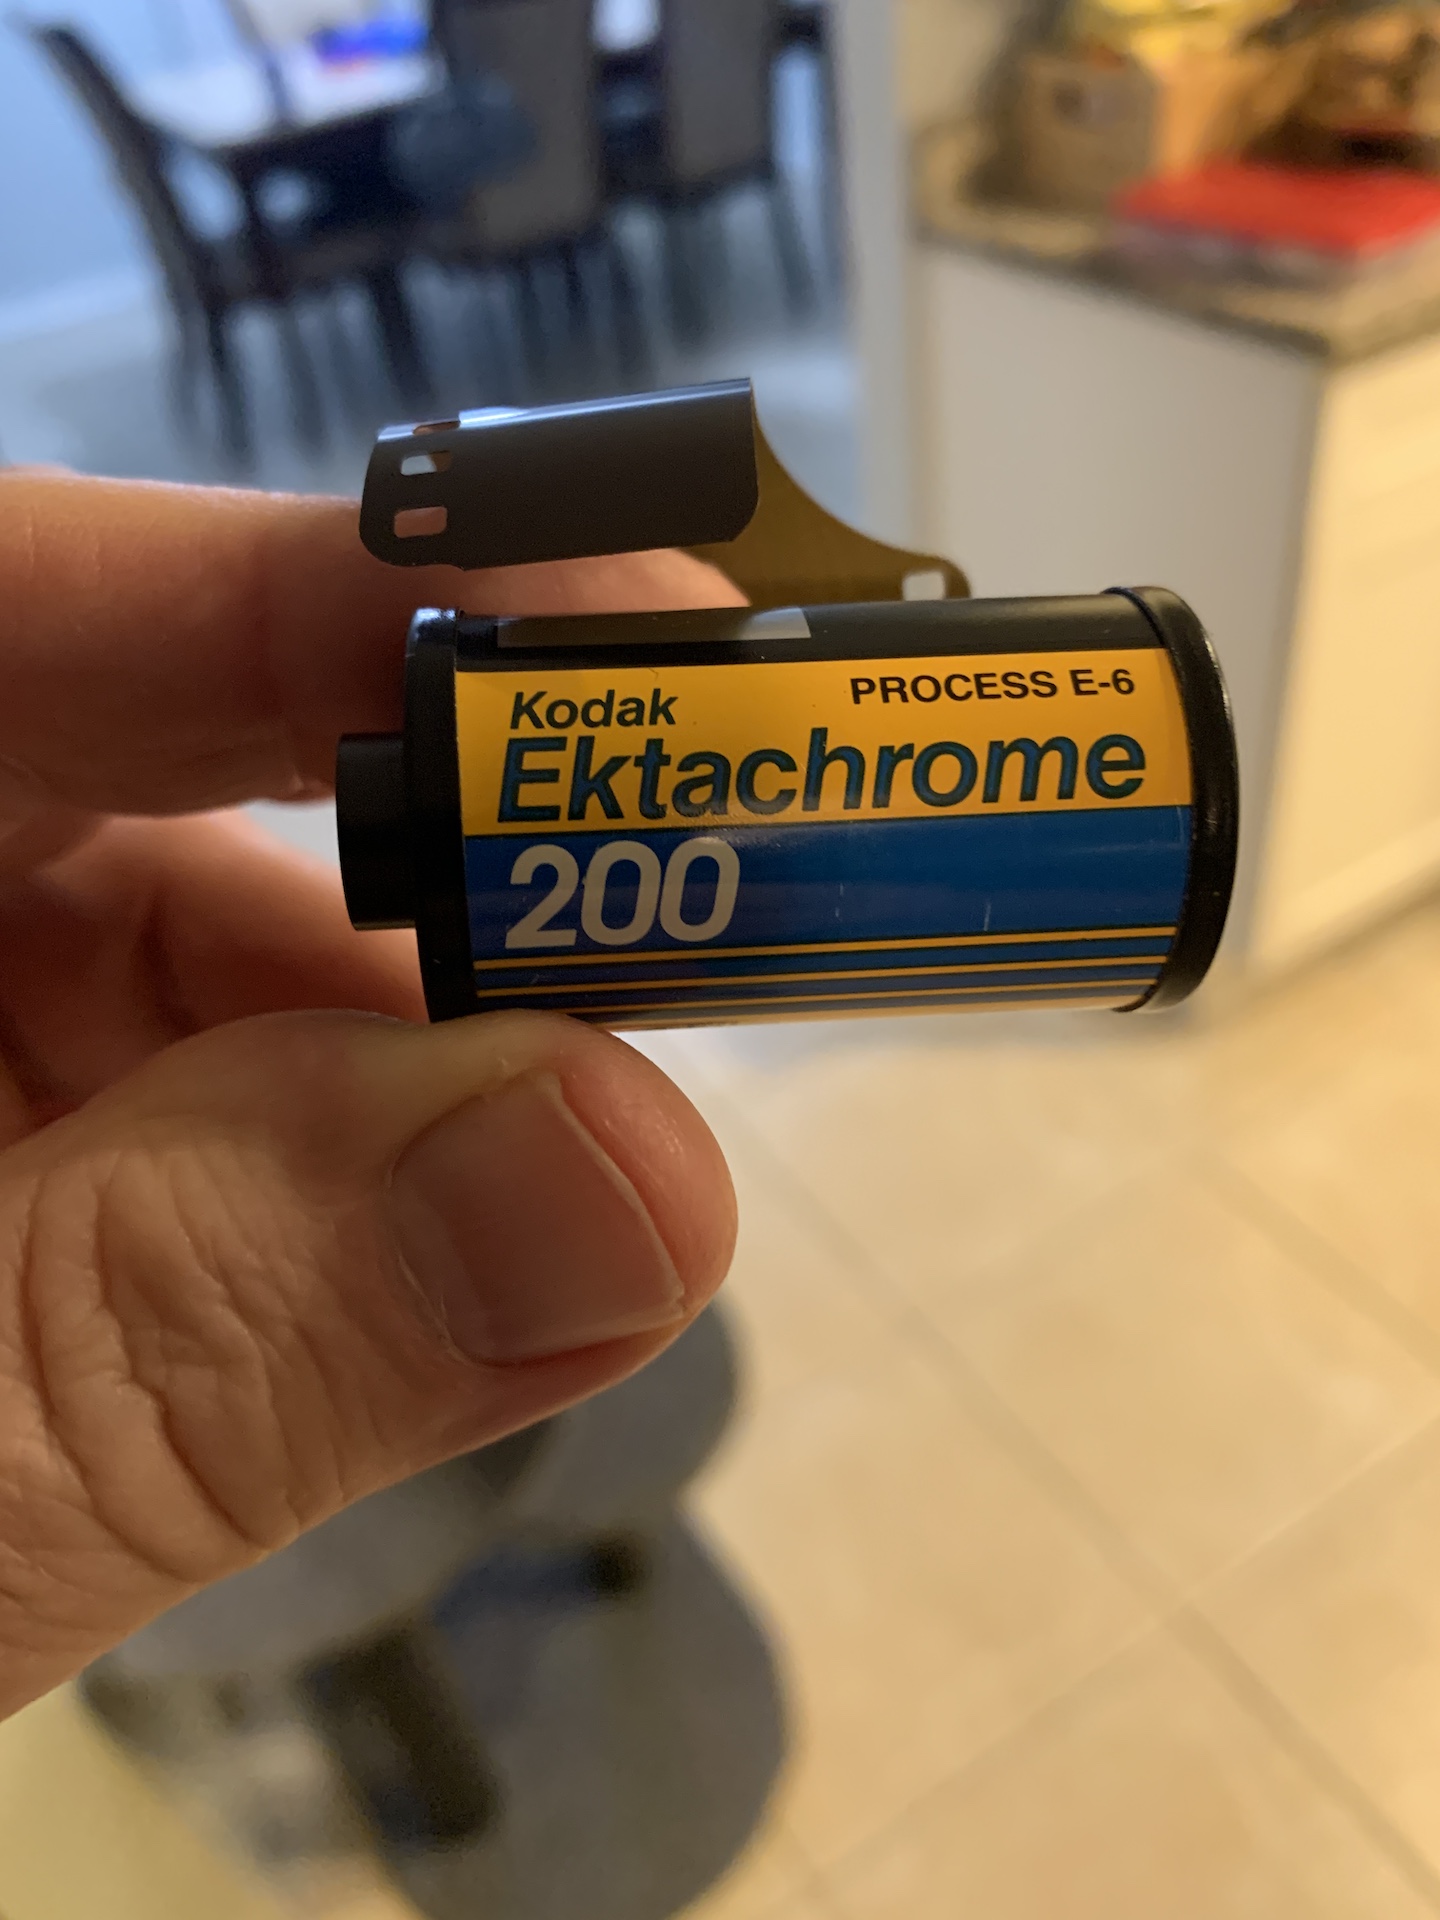 Kodak
PROCESS E-6
Ektachrome
200